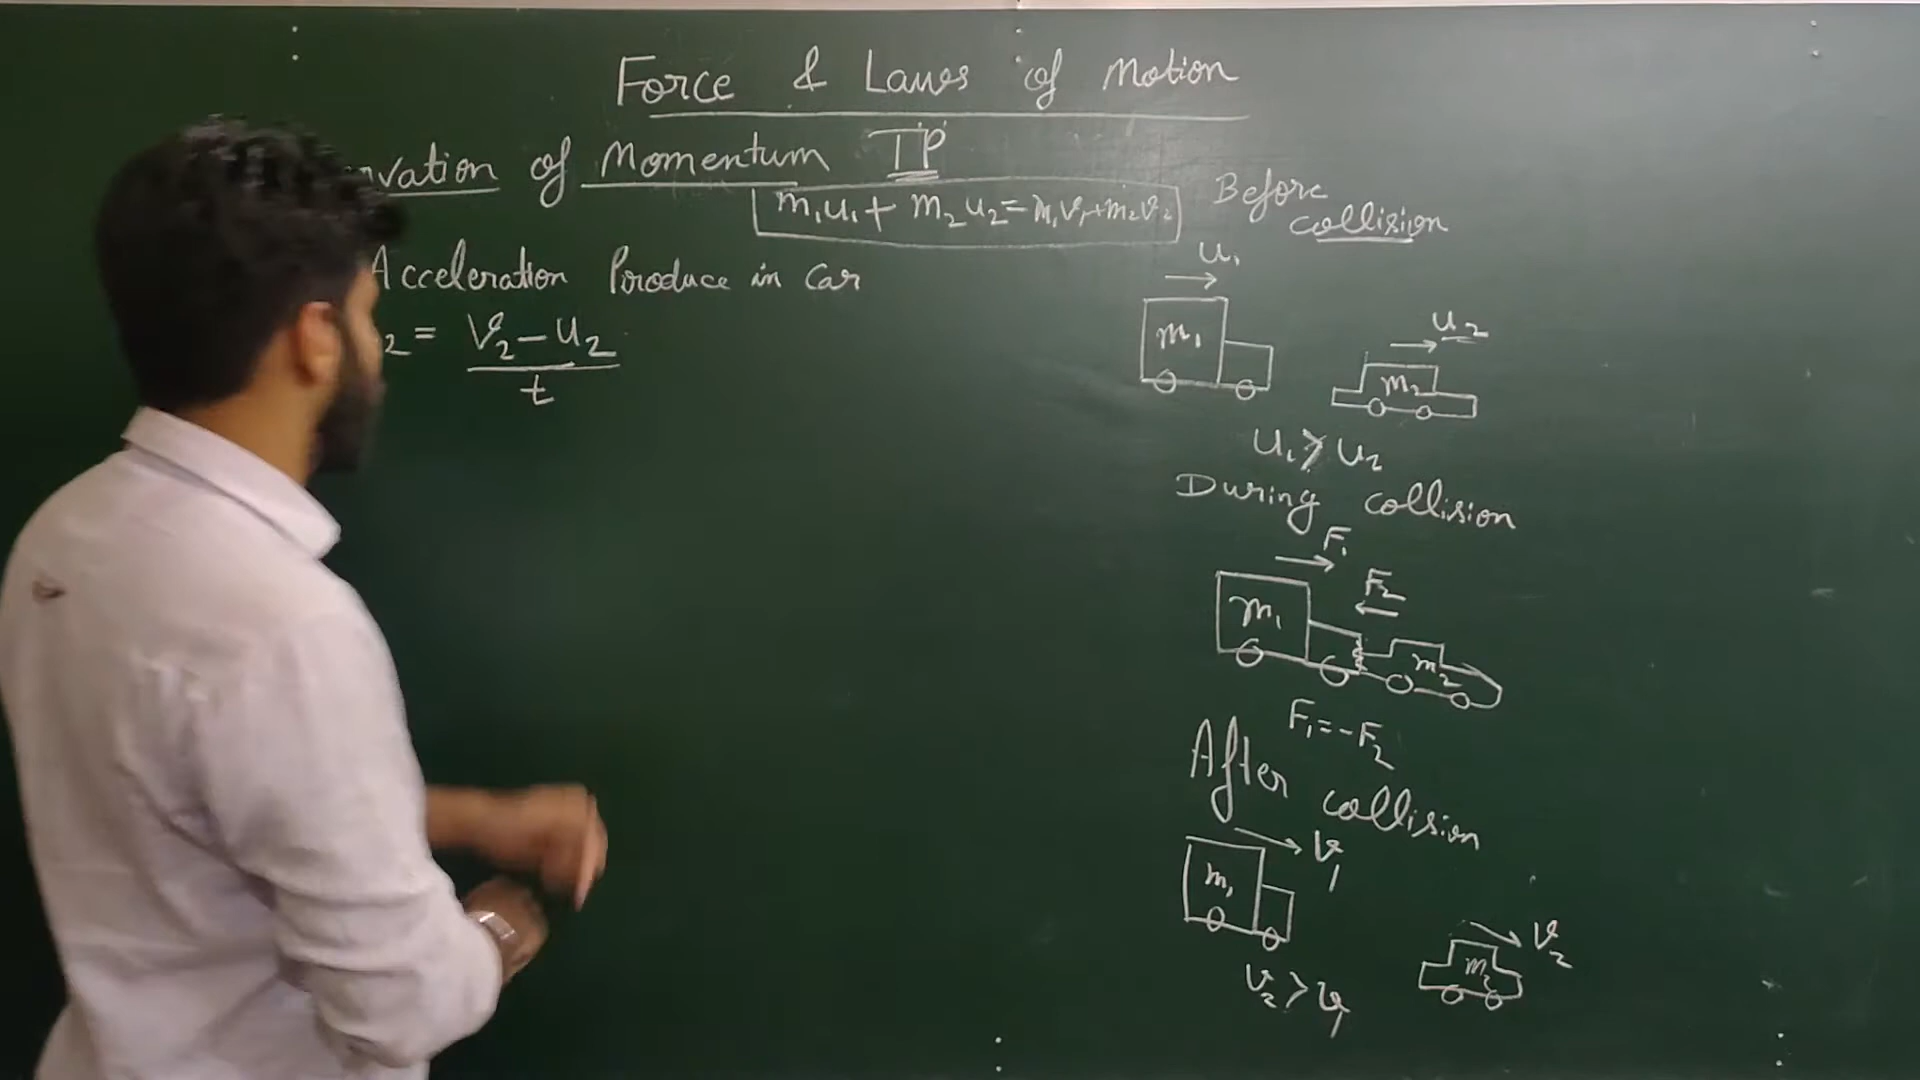 Force & Laws of Motion
rvation of Momentum TP
m₁u₁ + m₂u₂ = m₁v₁ + m₂v₂
Acceleration Produce in Car
₂ = v₂ - u₂
t
Before
collision
u₁
m₁
u₂
m₂
u₁ > u₂
During collision
F₁
F₂
m₁
m₂
F₁ = -F₂
After collision
v₁
m₁
v₂
m₂
v₂ > v₁